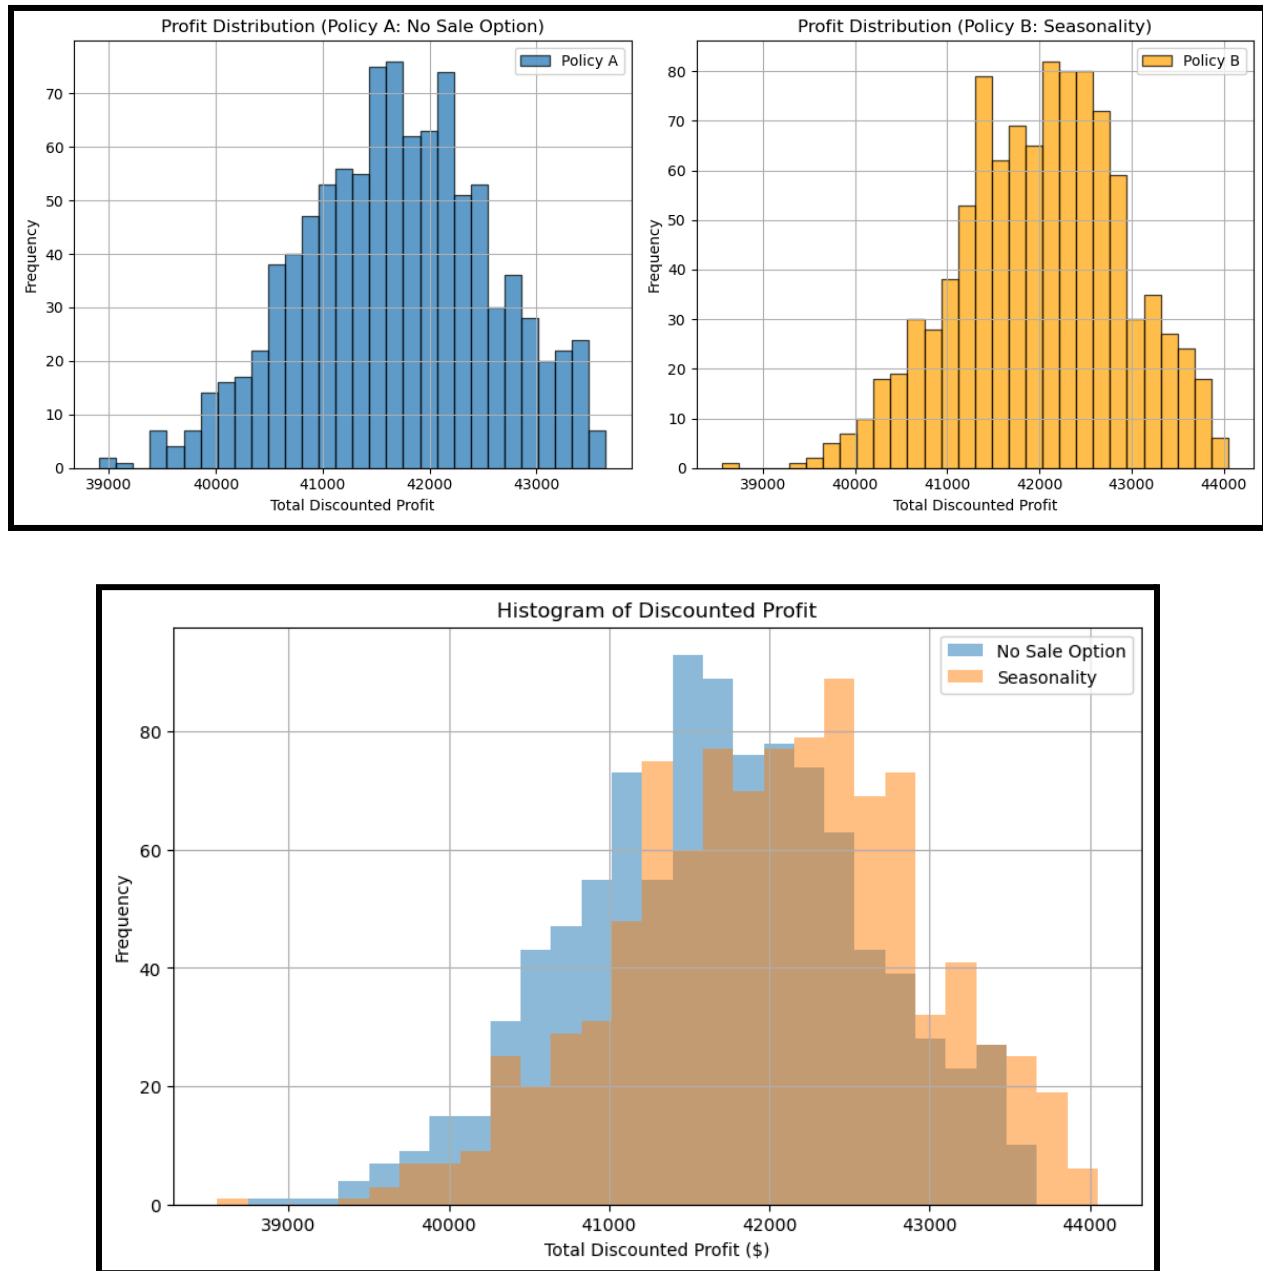 Profit Distribution (Policy A: No Sale Option)
Policy A
70
60
50
40
30
20
10
0
Frequency
39000 40000 41000 42000 43000
Total Discounted Profit
Profit Distribution (Policy B: Seasonality)
Policy B
80
70
60
50
40
30
20
10
0
Frequency
39000 40000 41000 42000 43000 44000
Total Discounted Profit
Histogram of Discounted Profit
No Sale Option
Seasonality
80
60
40
20
0
Frequency
39000 40000 41000 42000 43000 44000
Total Discounted Profit ($)